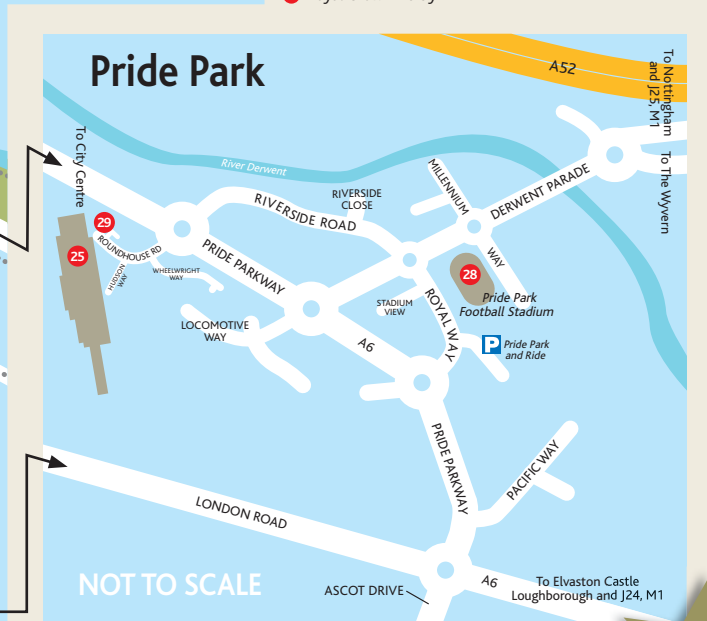 Pride Park
A52
To Nottingham
and J25, M1
To The Wyvern
To City Centre
River Derwent
MILLENNIUM
WAY
DERWENT PARADE
RIVERSIDE
CLOSE
RIVERSIDE ROAD
29
25
ROUNDHOUSE RD
HUDSON
WAY
WHEELWRIGHT
WAY
PRIDE PARKWAY
28
Pride Park
Football Stadium
STADIUM
VIEW
ROYAL WAY
LOCOMOTIVE
WAY
A6
P
Pride Park
and Ride
PRIDE PARKWAY
PACIFIC WAY
LONDON ROAD
NOT TO SCALE
ASCOT DRIVE
A6
To Elvaston Castle
Loughborough and J24, M1